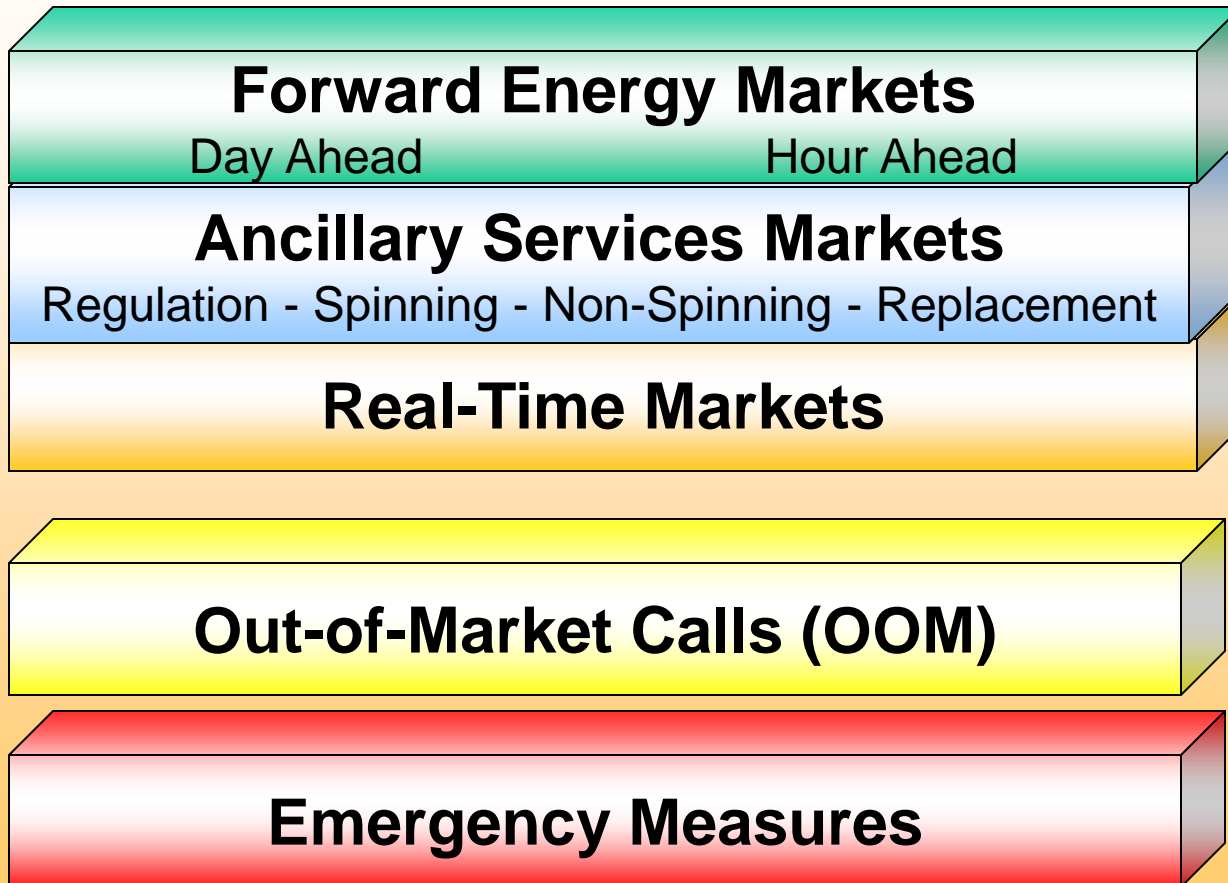 Forward Energy Markets
Day Ahead Hour Ahead
Ancillary Services Markets
Regulation - Spinning - Non-Spinning - Replacement
Real-Time Markets
Out-of-Market Calls (OOM)
Emergency Measures